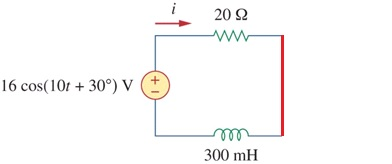 i
20 Ω
16 cos(10t + 30°) V
+
−
300 mH